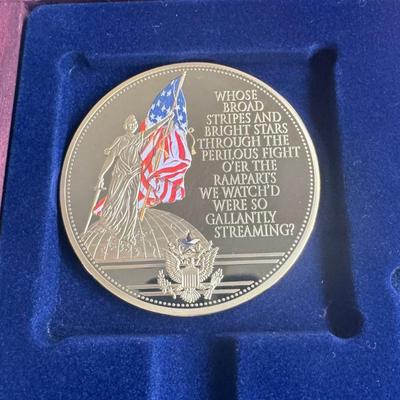 WHOSE
BROAD
STRIPES AND
BRIGHT STARS
THROUGH THE
PERILOUS FIGHT
O'ER THE
RAMPARTS
WE WATCH'D
WERE SO
GALLANTLY
STREAMING?